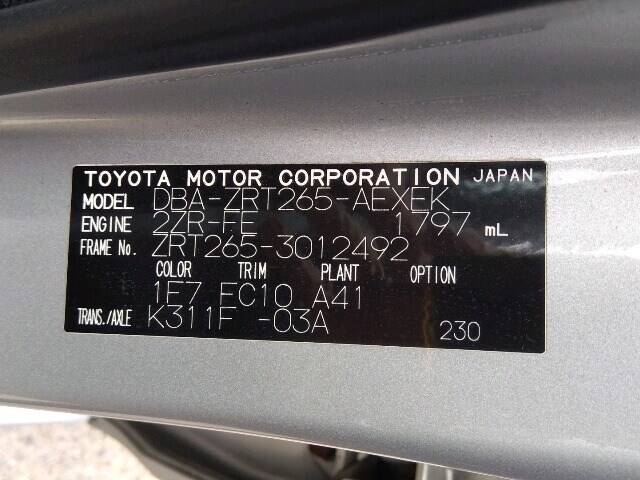 TOYOTA MOTOR CORPORATION JAPAN
MODEL DBA-ZRT265-AEXEK
ENGINE 2ZR-FE 1797 mL
FRAME No. ZRT265-3012492
COLOR TRIM PLANT OPTION
1F7 FC10 A41
TRANS./AXLE K311F -03A 230